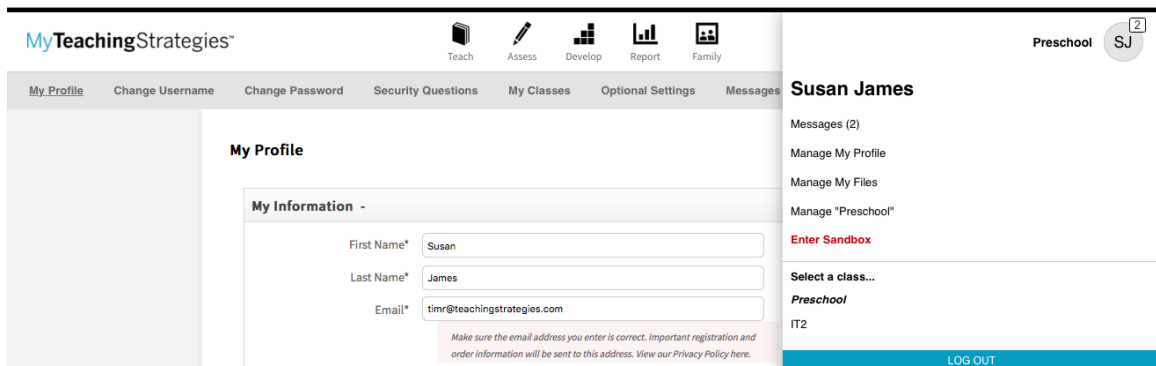 MyTeachingStrategies™
Teach
Assess
Develop
Report
Family
Preschool
SJ
2
My Profile
Change Username
Change Password
Security Questions
My Classes
Optional Settings
Messages
My Profile
My Information -
First Name*
Susan
Last Name*
James
Email*
timr@teachingstrategies.com
Make sure the email address you enter is correct. Important registration and
order information will be sent to this address. View our Privacy Policy here.
Susan James
Messages (2)
Manage My Profile
Manage My Files
Manage "Preschool"
Enter Sandbox
Select a class...
Preschool
IT2
LOG OUT